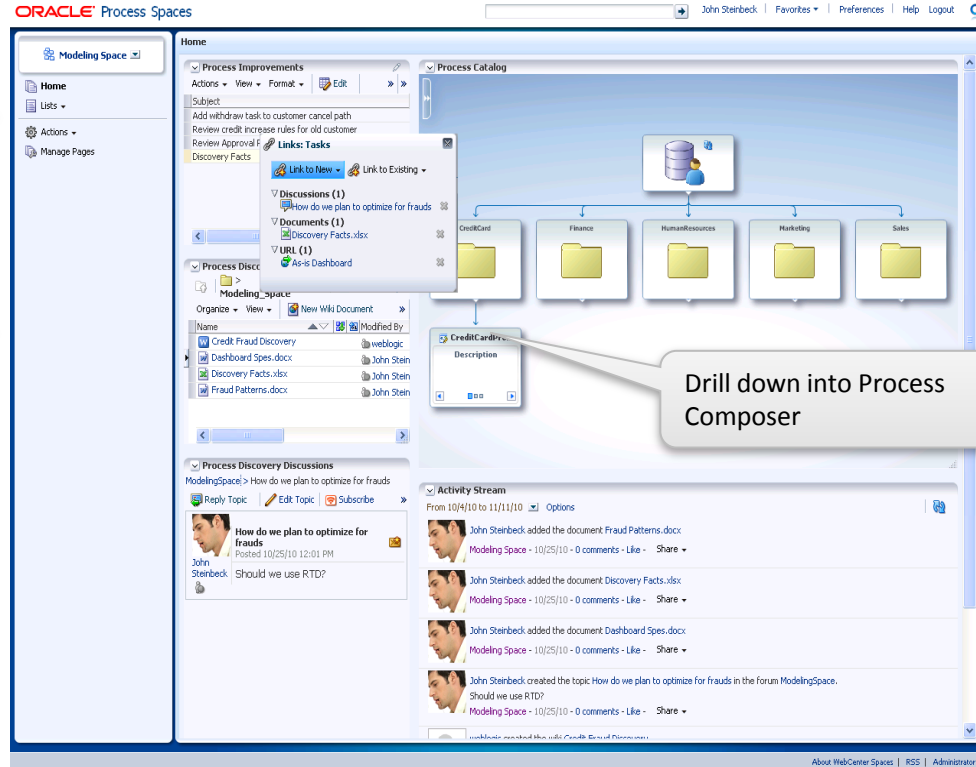 ORACLE Process Spaces
John Steinbeck | Favorites | Preferences | Help Logout
Modeling Space
Home
Lists
Actions
Manage Pages
Home
Process Improvements
Actions View Format Edit » »
Subject
Add withdraw task to customer cancel path
Review credit increase rules for old customer
Review Approval
Discovery Facts
Links: Tasks
Link to New Link to Existing
Discussions (1)
How do we plan to optimize for frauds
Documents (1)
Discovery Facts.xlsx
URL (1)
As-is Dashboard
Process Disco
>
Modeling_Space
Organize View New Wiki Document »
Name Modified By
Credit Fraud Discovery weblogic
Dashboard Spes.docx John Stein
Discovery Facts.xlsx John Stein
Fraud Patterns.docx John Stein
Process Discovery Discussions
ModelingSpace > How do we plan to optimize for frauds
Reply Topic Edit Topic Subscribe »
How do we plan to optimize for
frauds
Posted 10/25/10 12:01 PM
John
Steinbeck
Should we use RTD?
Process Catalog
CreditCard
Finance
HumanResources
Marketing
Sales
CreditCardPro
Description
Drill down into Process
Composer
Activity Stream
From 10/4/10 to 11/11/10 Options
John Steinbeck added the document Fraud Patterns.docx
Modeling Space - 10/25/10 - 0 comments - Like - Share
John Steinbeck added the document Discovery Facts.xlsx
Modeling Space - 10/25/10 - 0 comments - Like - Share
John Steinbeck added the document Dashboard Spes.docx
Modeling Space - 10/25/10 - 0 comments - Like - Share
John Steinbeck created the topic How do we plan to optimize for frauds in the forum ModelingSpace.
Should we use RTD?
Modeling Space - 10/25/10 - 0 comments - Like - Share
weblogic created the wiki Credit Fraud Discovery
About WebCenter Spaces | RSS | Administrator